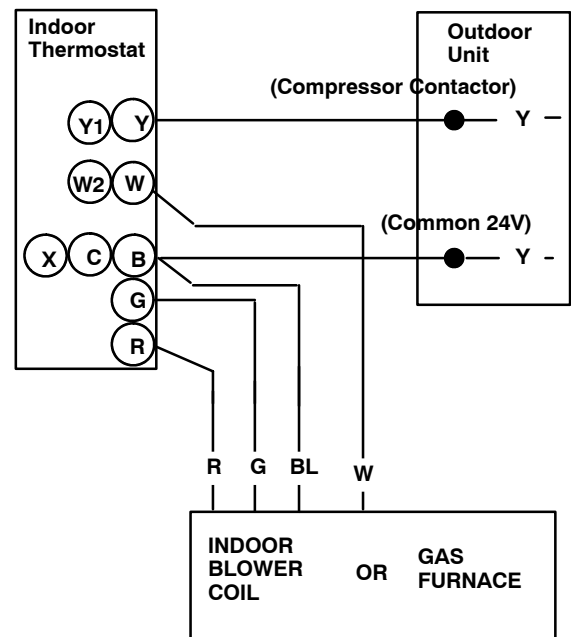 Indoor
Thermostat
Outdoor
Unit
(Compressor Contactor)
Y1 Y
Y –
W2 W
(Common 24V)
X C B
Y -
G
R
R G BL W
INDOOR
BLOWER
COIL
OR
GAS
FURNACE